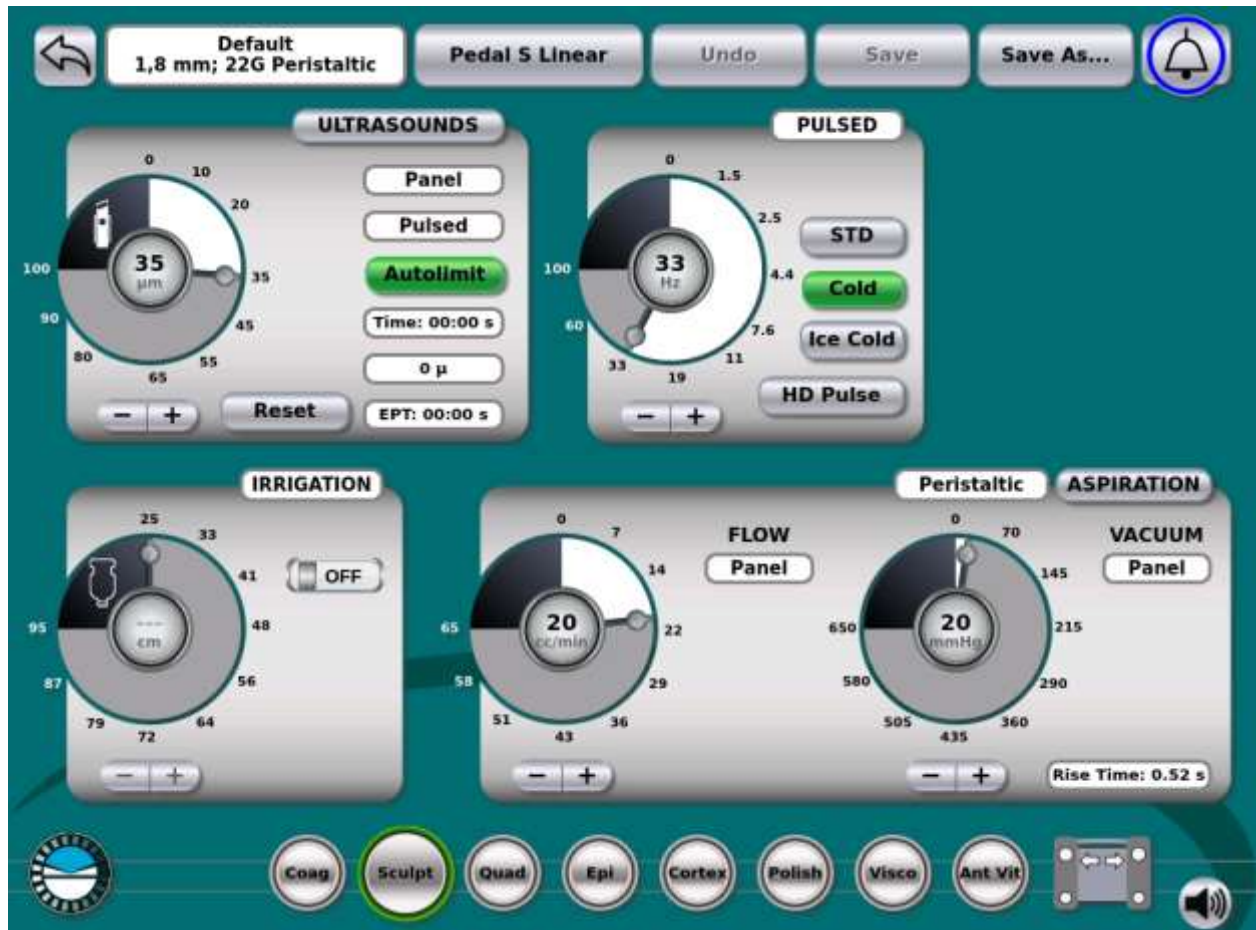 Default
1,8 mm; 22G Peristaltic
Pedal S Linear
Undo
Save
Save As...
ULTRASOUNDS
0
10
20
35
45
55
65
80
90
100
35
µm
Panel
Pulsed
Autolimit
Time: 00:00 s
0 µ
EPT: 00:00 s
Reset
− +
PULSED
0
1.5
2.5
4.4
7.6
11
19
33
60
100
33
Hz
STD
Cold
Ice Cold
HD Pulse
− +
IRRIGATION
25
33
41
48
56
64
72
79
87
95
---
cm
OFF
− +
Peristaltic
ASPIRATION
0
7
14
22
29
36
43
51
58
65
20
cc/min
FLOW
Panel
− +
0
70
145
215
290
360
435
505
580
650
20
mmHg
VACUUM
Panel
− +
Rise Time: 0.52 s
Coag
Sculpt
Quad
Epi
Cortex
Polish
Visco
Ant Vit